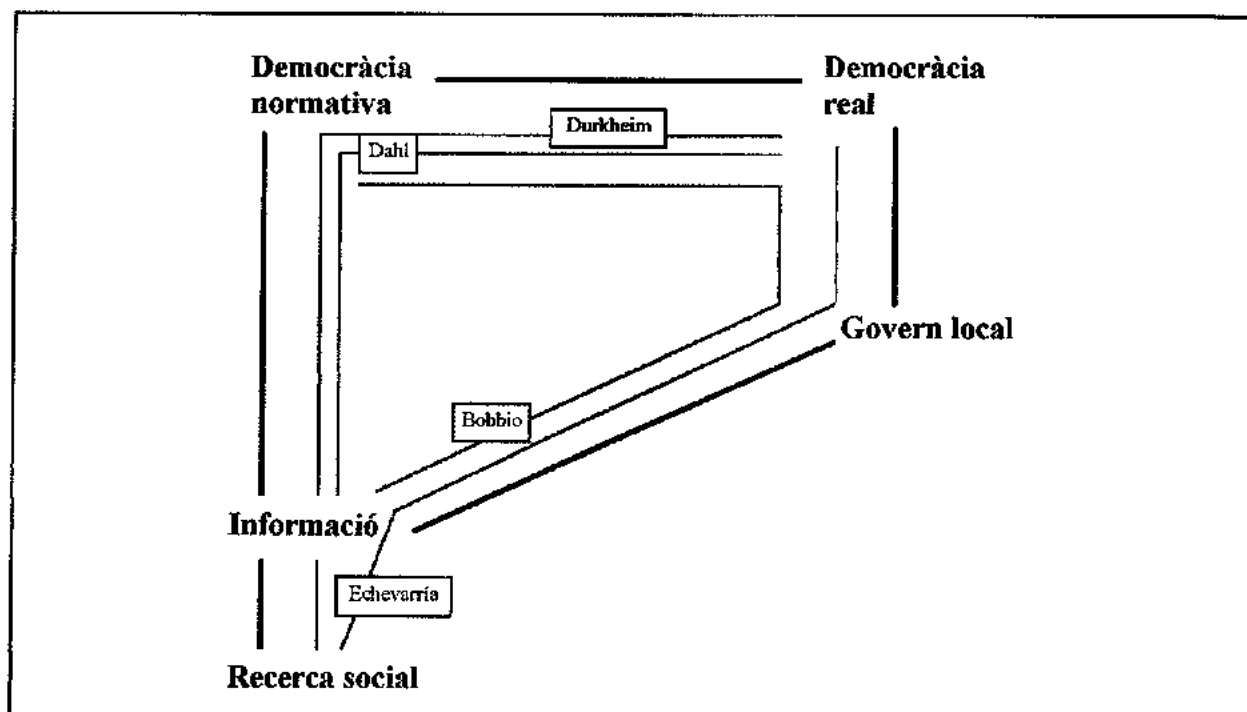 Democràcia
normativa
Democràcia
real
Durkheim
Dahl
Govern local
Bobbio
Informació
Echevarría
Recerca social